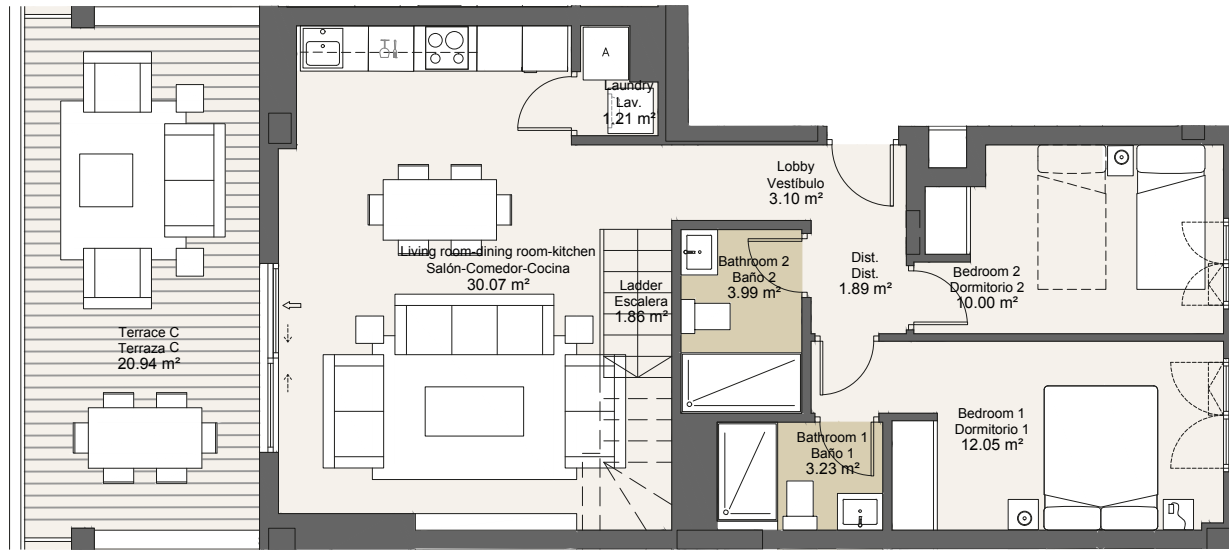 A
Laundry
Lav.
1.21 m²
Lobby
Vestíbulo
3.10 m²
Living room-dining room-kitchen
Salón-Comedor-Cocina
30.07 m²
Ladder
Escalera
1.86 m²
Bathroom 2
Baño 2
3.99 m²
Dist.
Dist.
1.89 m²
Bedroom 2
Dormitorio 2
10.00 m²
Terrace C
Terraza C
20.94 m²
Bathroom 1
Baño 1
3.23 m²
Bedroom 1
Dormitorio 1
12.05 m²